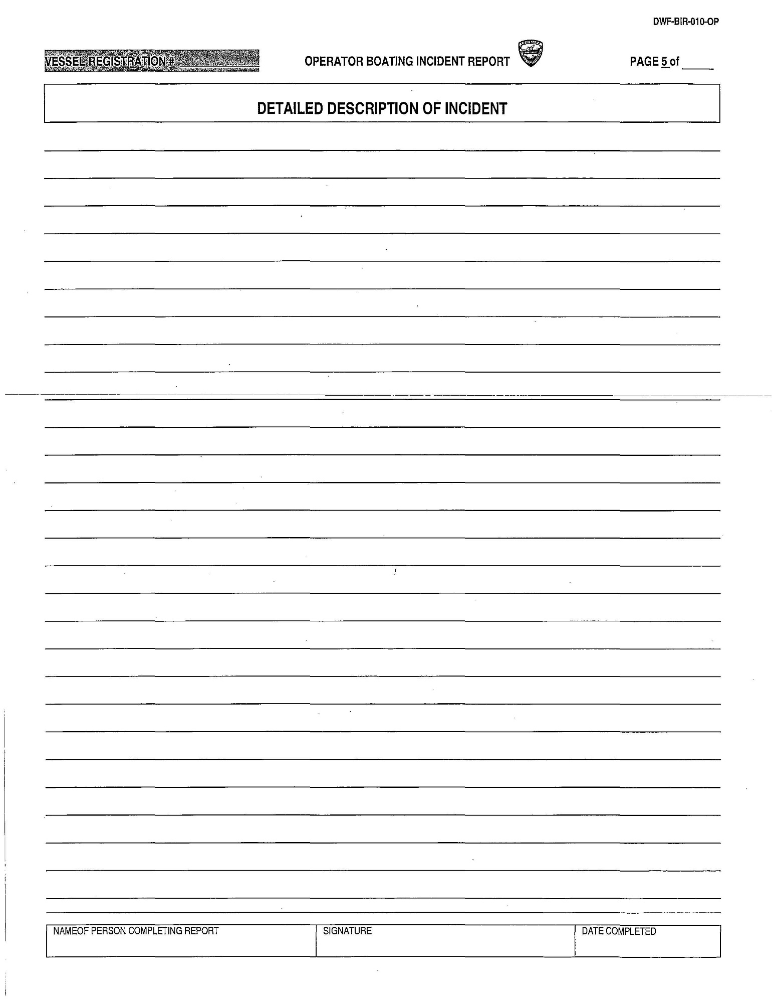 DWF-BIR-010-OP
VESSEL REGISTRATION #
OPERATOR BOATING INCIDENT REPORT
PAGE 5 of
DETAILED DESCRIPTION OF INCIDENT
NAMEOF PERSON COMPLETING REPORT
SIGNATURE
DATE COMPLETED